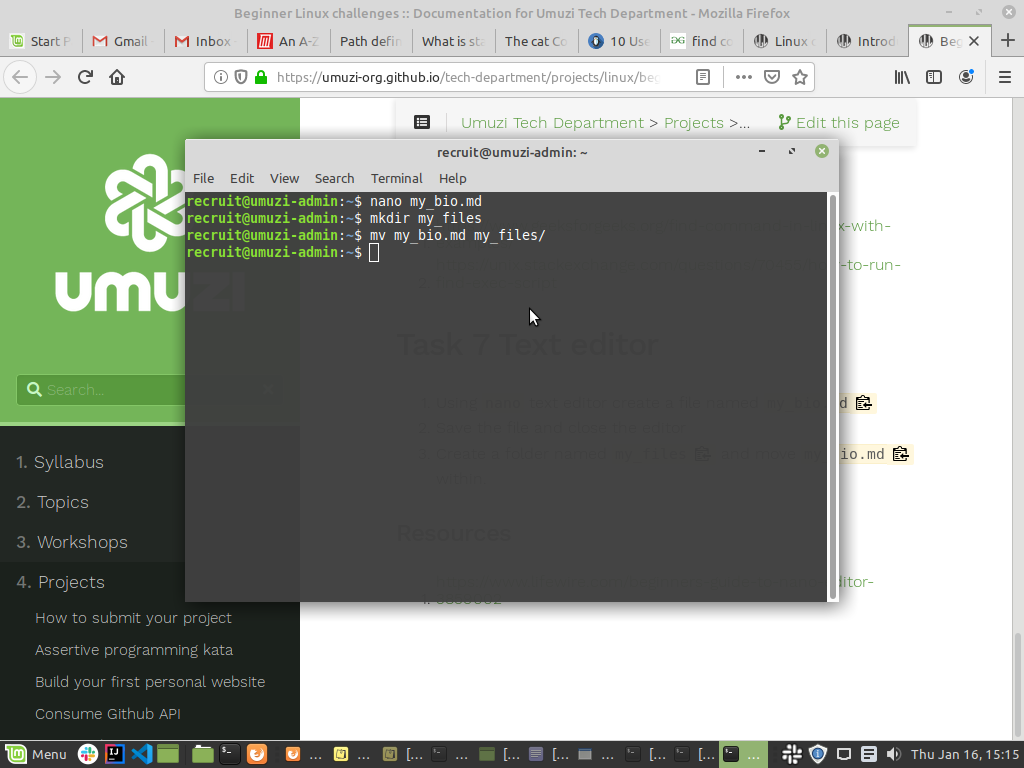 Beginner Linux challenges :: Documentation for Umuzi Tech Department - Mozilla Firefox
Start P
Gmail
Inbox
An A-Z
Path defin
What is sta
The cat Co
10 Use
find co
Linux c
Introd
Beg
https://umuzi-org.github.io/tech-department/projects/linux/beg
Umuzi Tech Department > Projects >...
Edit this page
umuzi
recruit@umuzi-admin: ~
File Edit View Search Terminal Help
recruit@umuzi-admin:~$ nano my_bio.md
recruit@umuzi-admin:~$ mkdir my_files
recruit@umuzi-admin:~$ mv my_bio.md my_files/
recruit@umuzi-admin:~$
x-with-
-to-run-
Task 7 Text editor
Search...
io.md
Resources
ditor-
1. Syllabus
2. Topics
3. Workshops
4. Projects
How to submit your project
Assertive programming kata
Build your first personal website
Consume Github API
Menu
... ... [... [... [... [... [... [... [... ...
Thu Jan 16, 15:15